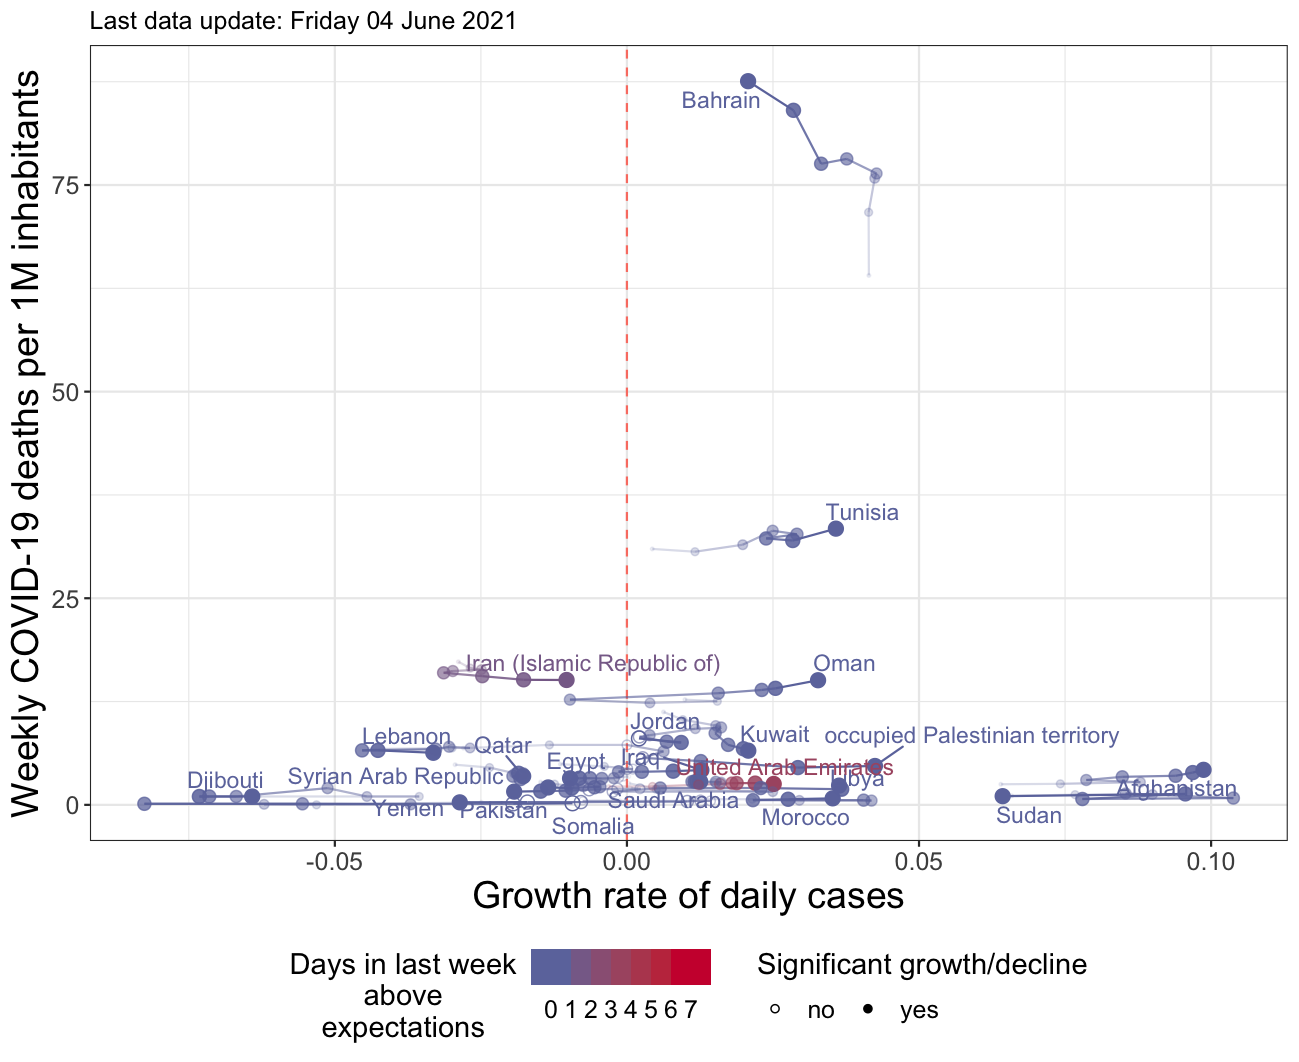 Last data update: Friday 04 June 2021
Weekly COVID-19 deaths per 1M inhabitants
75
50
25
0
Bahrain
Tunisia
Iran (Islamic Republic of)
Oman
Jordan
Lebanon
Qatar
Kuwait
occupied Palestinian territory
Egypt
Iraq
United Arab Emirates
Djibouti
Syrian Arab Republic
Afghanistan
Saudi Arabia
Yemen
Pakistan
Morocco
Sudan
Somalia
-0.05
0.00
0.05
0.10
Growth rate of daily cases
Days in last week
above
expectations
0 1 2 3 4 5 6 7
Significant growth/decline
no
yes